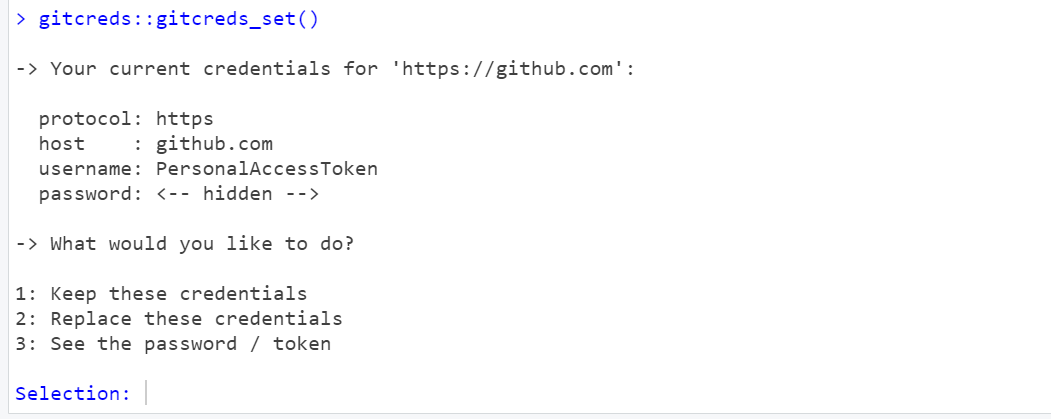 > gitcreds::gitcreds_set()
-> Your current credentials for 'https://github.com':
protocol: https
host    : github.com
username: PersonalAccessToken
password: <-- hidden -->
-> What would you like to do?
1: Keep these credentials
2: Replace these credentials
3: See the password / token
Selection: